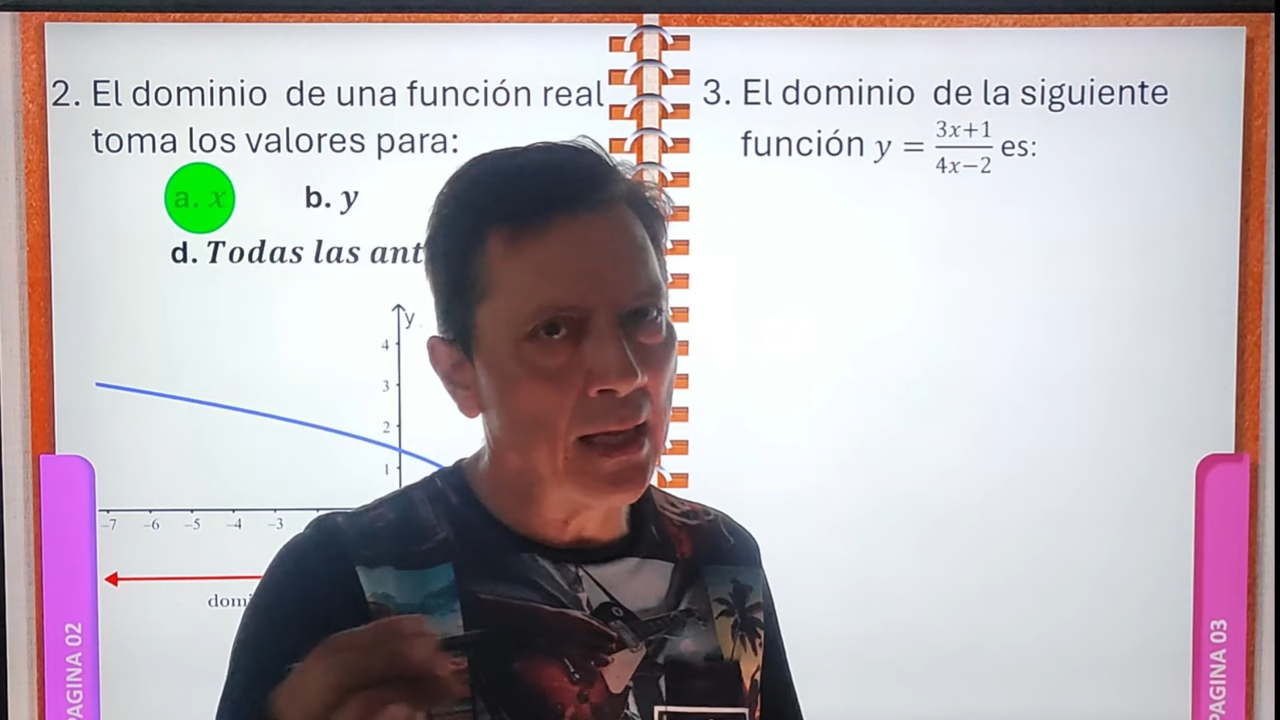 2. El dominio de una función real
toma los valores para:
a. x
b. y
d. Todas las
y
4
3
2
1
-7 -6 -5 -4 -3
PAGINA 02
3. El dominio de la siguiente
función y = \frac{3x+1}{4x-2} es:
PAGINA 03